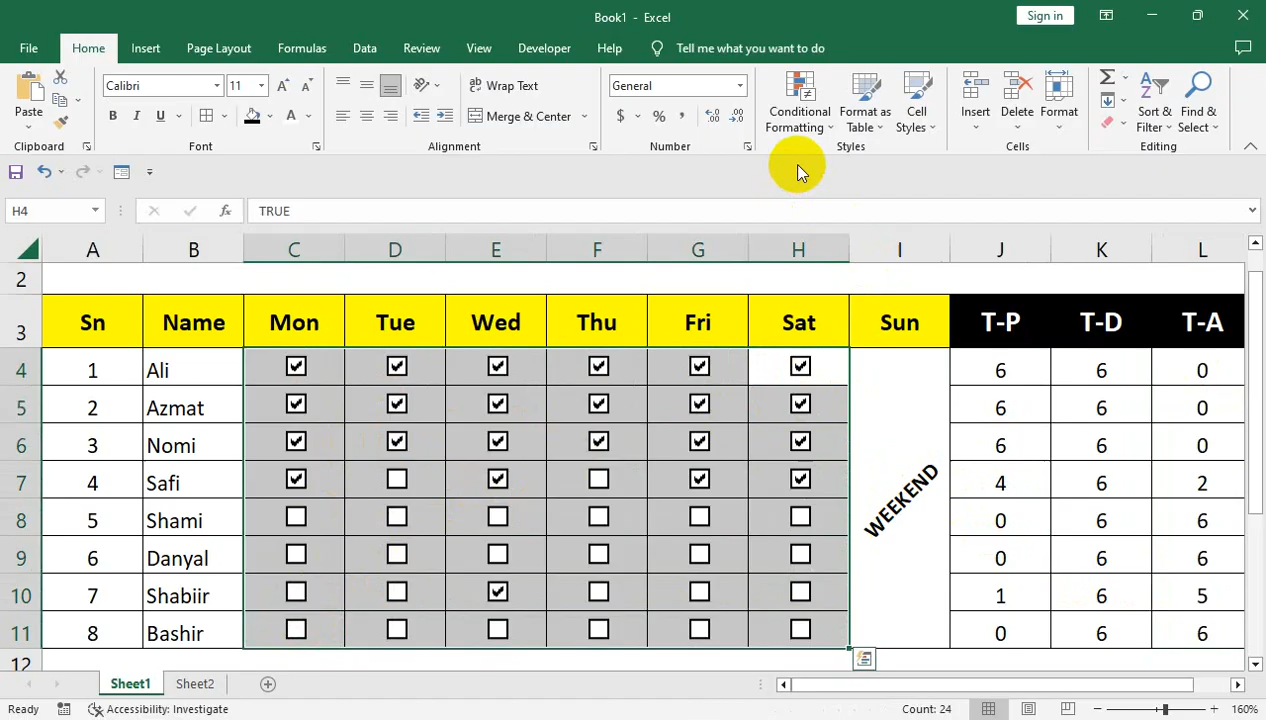 Book1 - Excel
Sign in
File Home Insert Page Layout Formulas Data Review View Developer Help Tell me what you want to do
Paste
Clipboard
Calibri 11
B I U
Font
Wrap Text
Merge & Center
Alignment
General
$ % ,
Number
Conditional Formatting
Format as Table
Cell Styles
Styles
Insert
Delete
Format
Cells
Sort & Filter
Find & Select
Editing
H4 fx TRUE
A B C D E F G H I J K L
2
3 Sn Name Mon Tue Wed Thu Fri Sat Sun T-P T-D T-A
4 1 Ali 6 6 0
5 2 Azmat 6 6 0
6 3 Nomi 6 6 0
7 4 Safi 4 6 2
WEEKEND
8 5 Shami 0 6 6
9 6 Danyal 0 6 6
10 7 Shabiir 1 6 5
11 8 Bashir 0 6 6
12
Sheet1 Sheet2
Ready Accessibility: Investigate Count: 24 160%